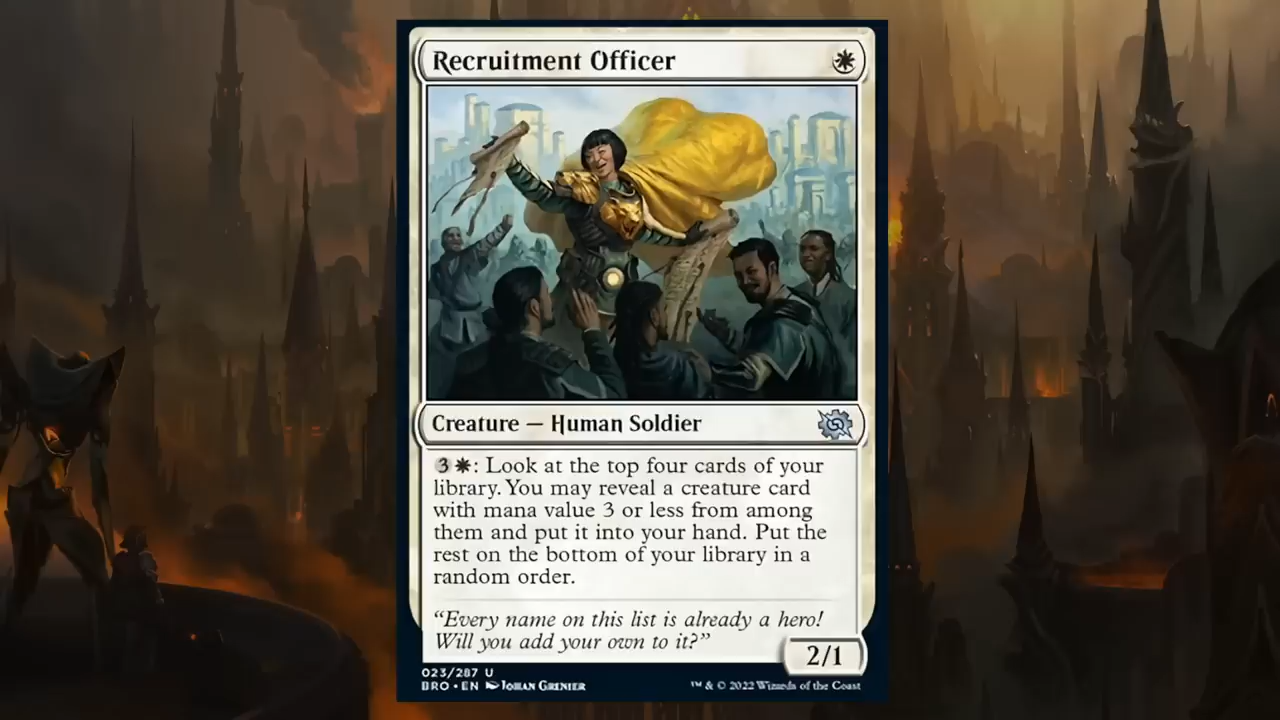 Recruitment Officer
Creature — Human Soldier
3: Look at the top four cards of your
library. You may reveal a creature card
with mana value 3 or less from among
them and put it into your hand. Put the
rest on the bottom of your library in a
random order.
“Every name on this list is already a hero!
Will you add your own to it?”
2/1
023/287 U
BRO • EN Johan Grenier
™ & © 2022 Wizards of the Coast